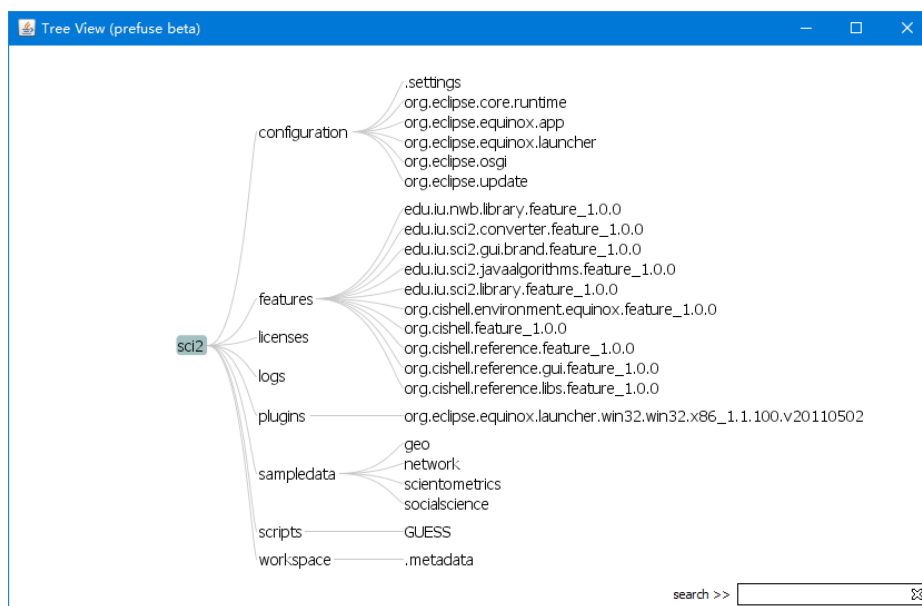 Tree View (prefuse beta)
.settings
org.eclipse.core.runtime
org.eclipse.equinox.app
configuration
org.eclipse.equinox.launcher
org.eclipse.osgi
org.eclipse.update
edu.iu.nwb.library.feature_1.0.0
edu.iu.sci2.converter.feature_1.0.0
edu.iu.sci2.gui.brand.feature_1.0.0
edu.iu.sci2.javaalgorithms.feature_1.0.0
edu.iu.sci2.library.feature_1.0.0
features
org.cishell.environment.equinox.feature_1.0.0
org.cishell.feature_1.0.0
licenses
sci2
org.cishell.reference.feature_1.0.0
org.cishell.reference.gui.feature_1.0.0
logs
org.cishell.reference.libs.feature_1.0.0
plugins
org.eclipse.equinox.launcher.win32.win32.x86_1.1.100.v20110502
geo
network
sampledata
scientometrics
socialscience
scripts
GUESS
workspace
.metadata
search >>